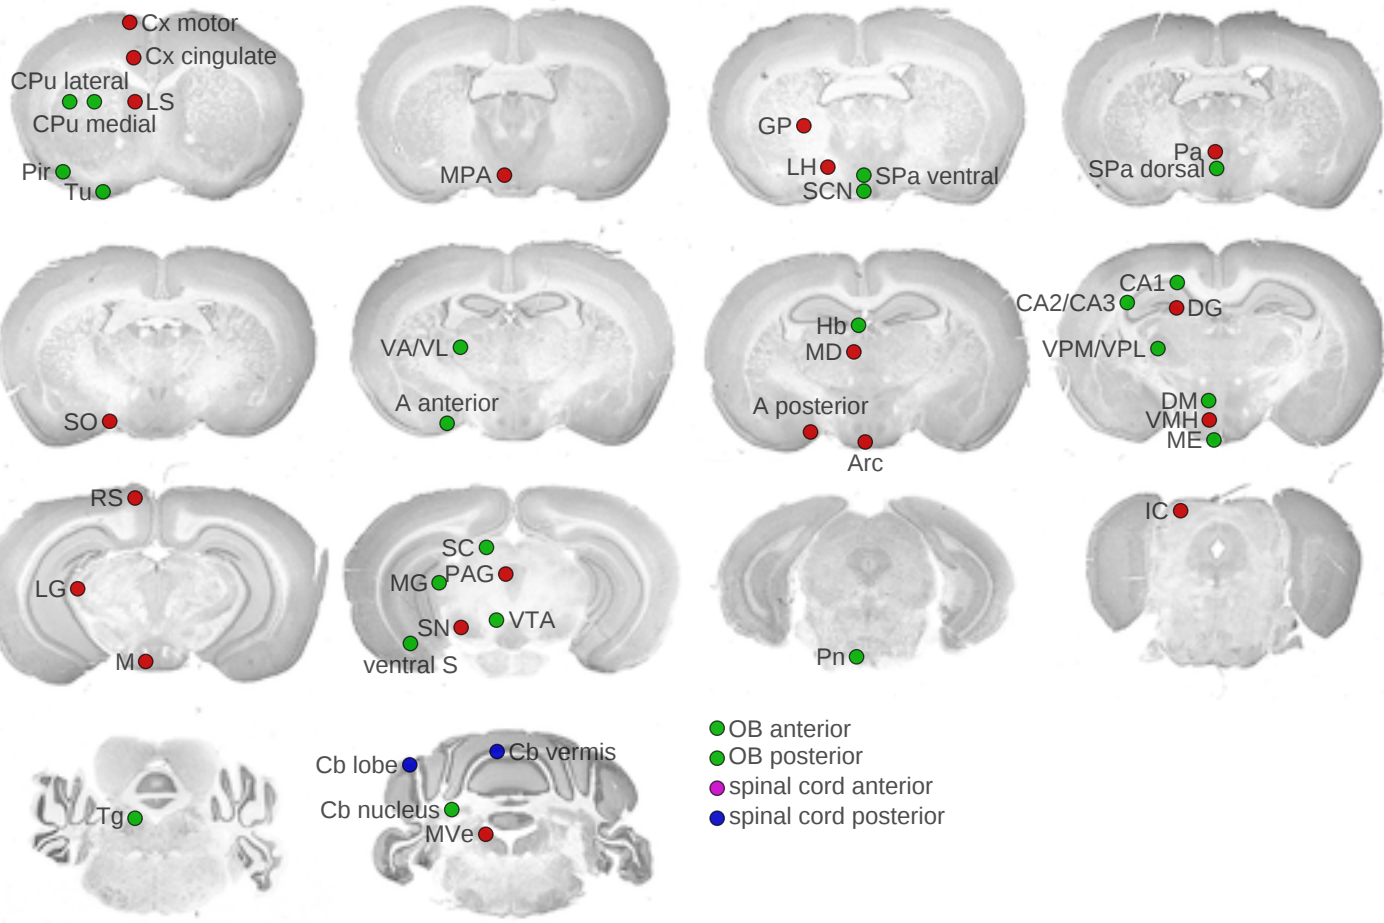 Cx motor
Cx cingulate
CPu lateral
LS
CPu medial
Pir
Tu
MPA
GP
LH
SPa ventral
SCN
Pa
SPa dorsal
SO
VA/VL
A anterior
Hb
MD
A posterior
Arc
CA1
CA2/CA3
DG
VPM/VPL
DM
VMH
ME
RS
LG
M
SC
PAG
MG
VTA
SN
ventral S
Pn
IC
Tg
Cb lobe
Cb vermis
Cb nucleus
MVe
OB anterior
OB posterior
spinal cord anterior
spinal cord posterior